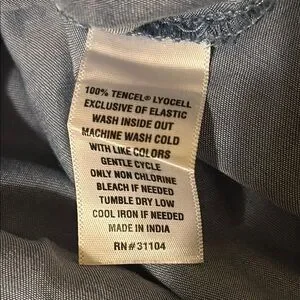 100% TENCEL® LYOCELL
EXCLUSIVE OF ELASTIC
WASH INSIDE OUT
MACHINE WASH COLD
WITH LIKE COLORS
GENTLE CYCLE
ONLY NON CHLORINE
BLEACH IF NEEDED
TUMBLE DRY LOW
COOL IRON IF NEEDED
MADE IN INDIA
RN#31104